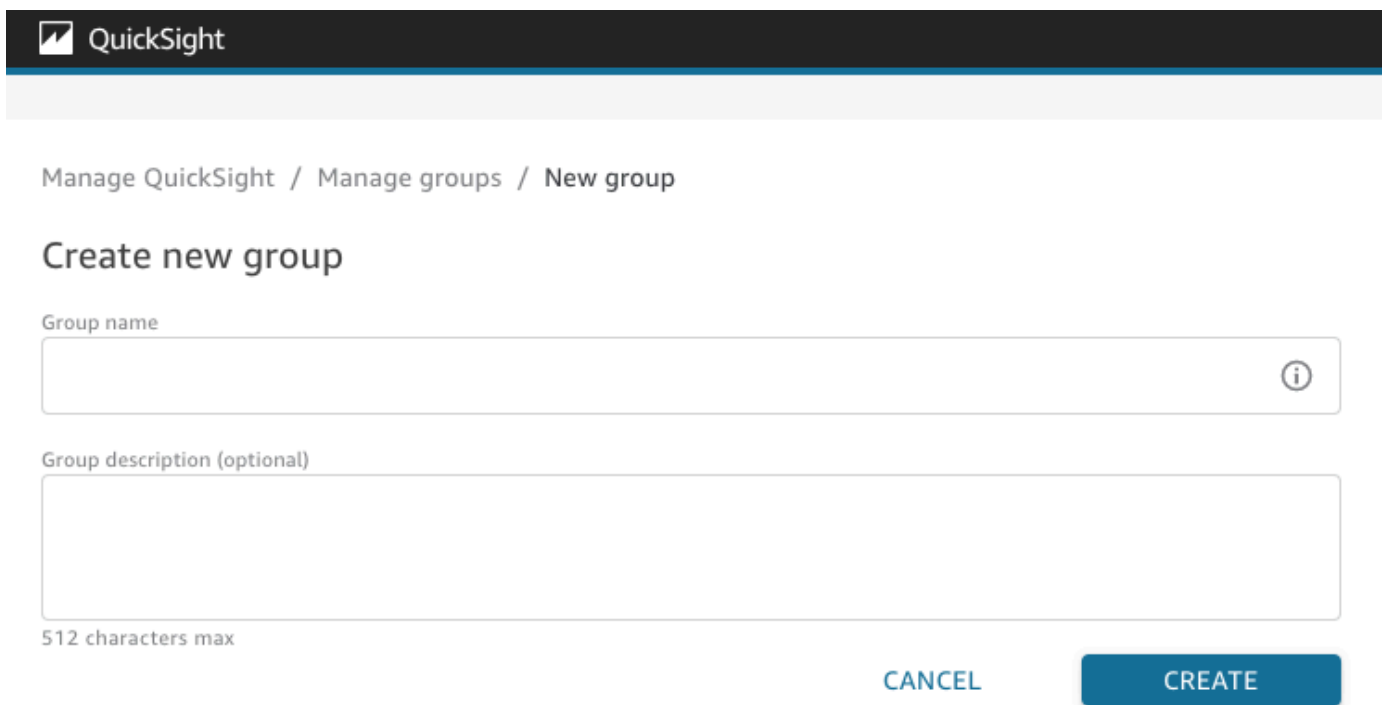 QuickSight
Manage QuickSight / Manage groups / New group
Create new group
Group name
Group description (optional)
512 characters max
CANCEL CREATE